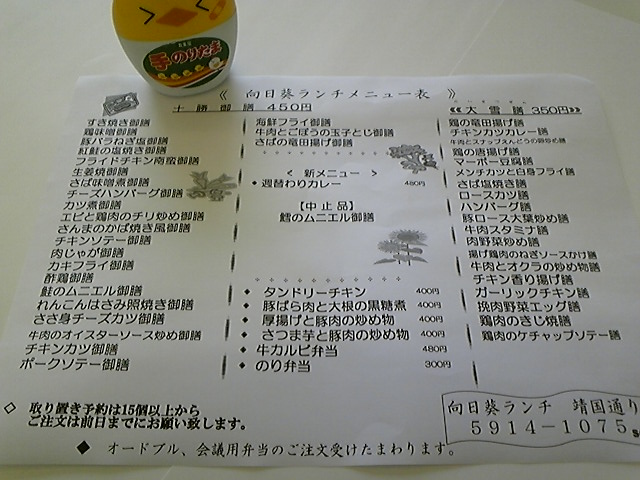 手のりたま
《 向日葵ランチメニュー表 》
十勝御膳 450円
すき焼き御膳
鶏味噌御膳
豚バラねぎ塩御膳
紅鮭の塩焼き御膳
フライドチキン南蛮御膳
生姜焼御膳
さば味噌煮御膳
チーズハンバーグ御膳
カツ煮御膳
エビと鶏肉のチリ炒め御膳
さんまのかば焼き風御膳
チキンソテー御膳
肉じゃが御膳
カキフライ御膳
酢鶏御膳
鮭のムニエル御膳
れんこんはさみ照焼き御膳
ささ身チーズカツ御膳
牛肉のオイスターソース炒め御膳
チキンカツ御膳
ポークソテー御膳
海鮮フライ御膳
牛肉とごぼうの玉子とじ御膳
さばの竜田揚げ御膳
< 新メニュー >
◆ 週替わりカレー 480円
【中止品】
鱈のムニエル御膳
◆ タンドリーチキン 400円
◆ 豚ばら肉と大根の黒糖煮 400円
◆ 厚揚げと豚肉の炒め物 400円
◆ さつま芋と豚肉の炒め物 400円
◆ 牛カルビ弁当 480円
◆ のり弁当 300円
≪大雪膳 350円≫
鶏の竜田揚げ膳
チキンカツカレー膳
牛肉とスナップえんどうの卵炒め膳
鶏の唐揚げ膳
マーボー豆腐膳
メンチカツと白身フライ膳
さば塩焼き膳
ロースカツ膳
ハンバーグ膳
豚ロース大葉炒め膳
牛肉スタミナ膳
肉野菜炒め膳
揚げ鶏肉のねぎソースかけ膳
牛肉とオクラの炒め物膳
チキン香り揚げ膳
ガーリックチキン膳
挽肉野菜エッグ膳
鶏肉のきじ焼膳
鶏肉のケチャップソテー膳
◇ 取り置き予約は15個以上から
ご注文は前日までにお願い致します。
◆ オードブル、会議用弁当のご注文受けたまわります。
向日葵ランチ 靖国通り
5914-1075